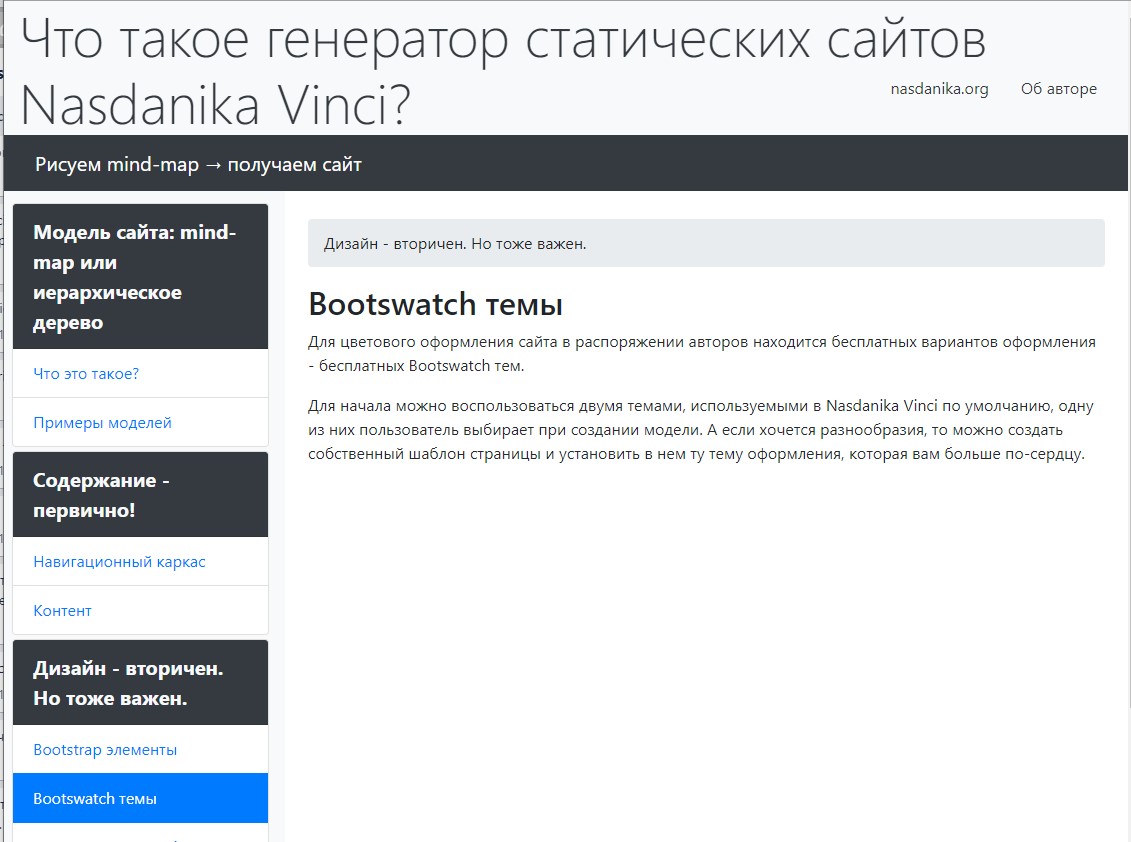 Что такое генератор статических сайтов
Nasdanika Vinci?
nasdanika.org Об авторе
Рисуем mind-map → получаем сайт
Модель сайта: mind-
map или
иерархическое
дерево
Что это такое?
Примеры моделей
Содержание -
первично!
Навигационный каркас
Контент
Дизайн - вторичен.
Но тоже важен.
Bootstrap элементы
Bootswatch темы
Дизайн - вторичен. Но тоже важен.
Bootswatch темы
Для цветового оформления сайта в распоряжении авторов находится бесплатных вариантов оформления
- бесплатных Bootswatch тем.
Для начала можно воспользоваться двумя темами, используемыми в Nasdanika Vinci по умолчанию, одну
из них пользователь выбирает при создании модели. А если хочется разнообразия, то можно создать
собственный шаблон страницы и установить в нем ту тему оформления, которая вам больше по-сердцу.